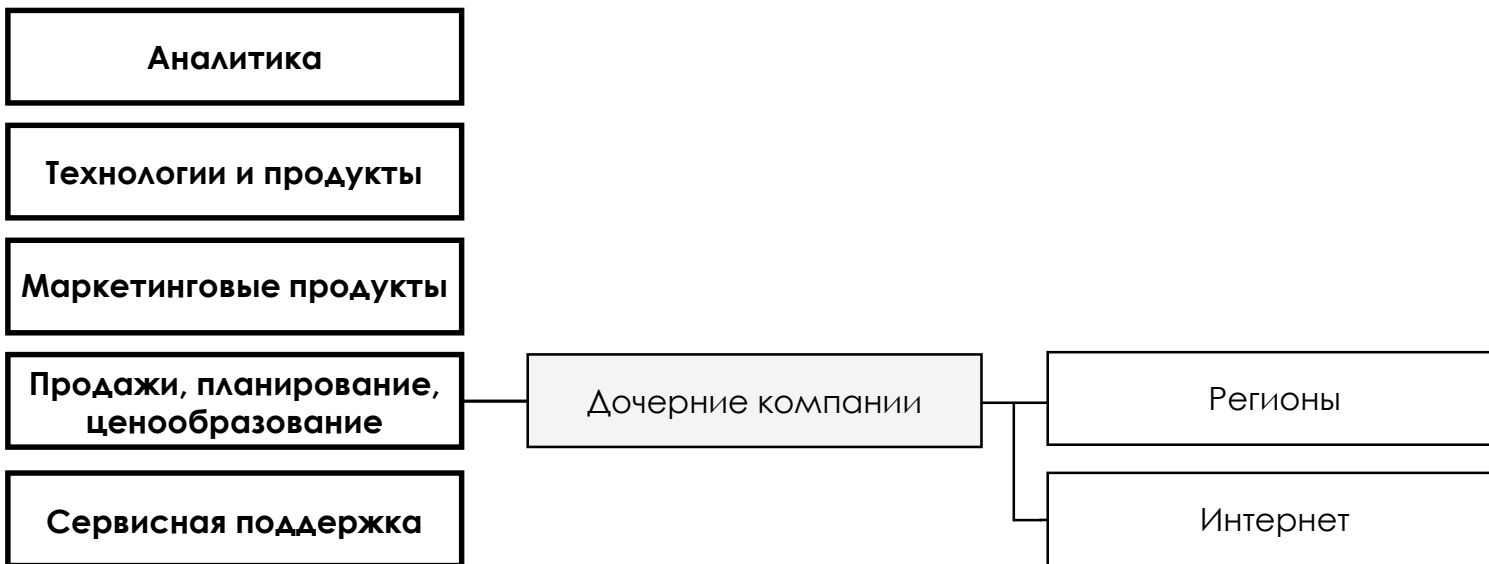 Аналитика
Технологии и продукты
Маркетинговые продукты
Продажи, планирование,
ценообразование
Дочерние компании
Регионы
Сервисная поддержка
Интернет